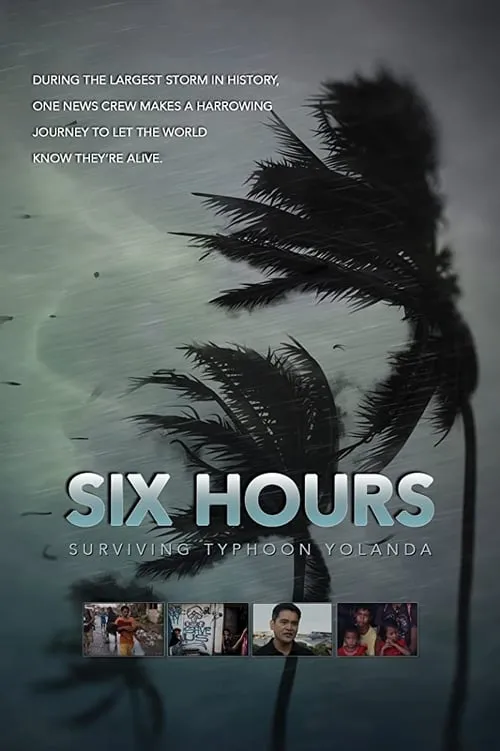 DURING THE LARGEST STORM IN HISTORY,
ONE NEWS CREW MAKES A HARROWING
JOURNEY TO LET THE WORLD
KNOW THEY'RE ALIVE.
SIX HOURS
SURVIVING TYPHOON YOLANDA